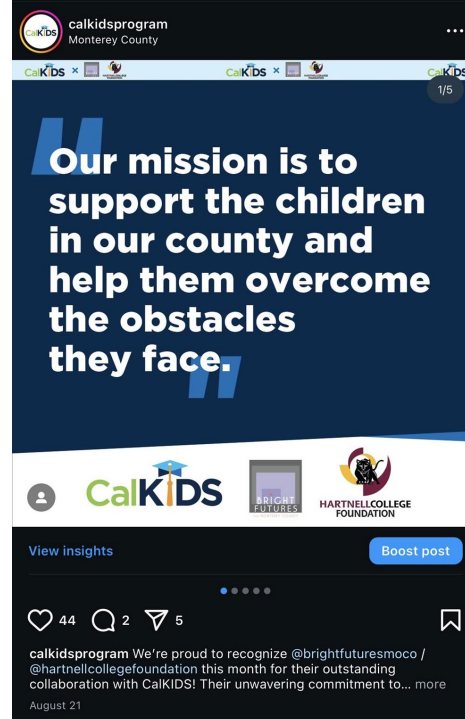 calkidsprogram
Monterey County
CalKIDS × HARTNELLCOLLEGE CalKIDS × CalKIDS
1/5
"Our mission is to
support the children
in our county and
help them overcome
the obstacles
they face."
CalKIDS
BRIGHT
FUTURES
HARTNELLCOLLEGE
FOUNDATION
View insights
Boost post
44 2 5
calkidsprogram We're proud to recognize @brightfuturesmoco /
@hartnellcollegefoundation this month for their outstanding
collaboration with CalKIDS! Their unwavering commitment to... more
August 21